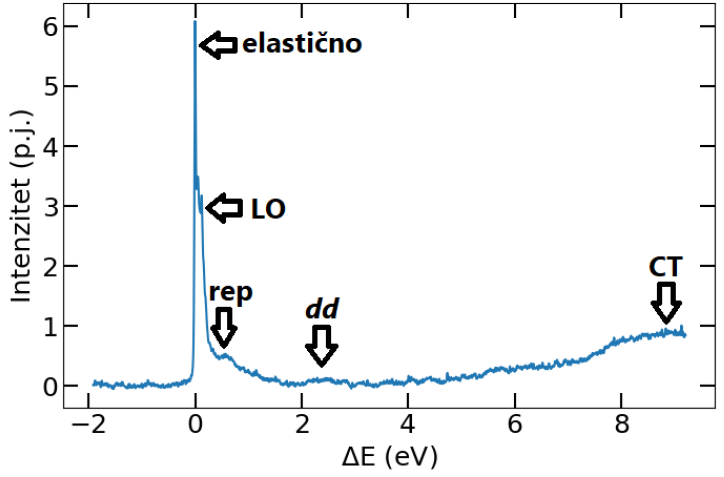 6
elastično
5
4
3
LO
2
rep
dd
CT
1
0
−2
0
2
4
6
8
Intenzitet (p.j.)
ΔE (eV)